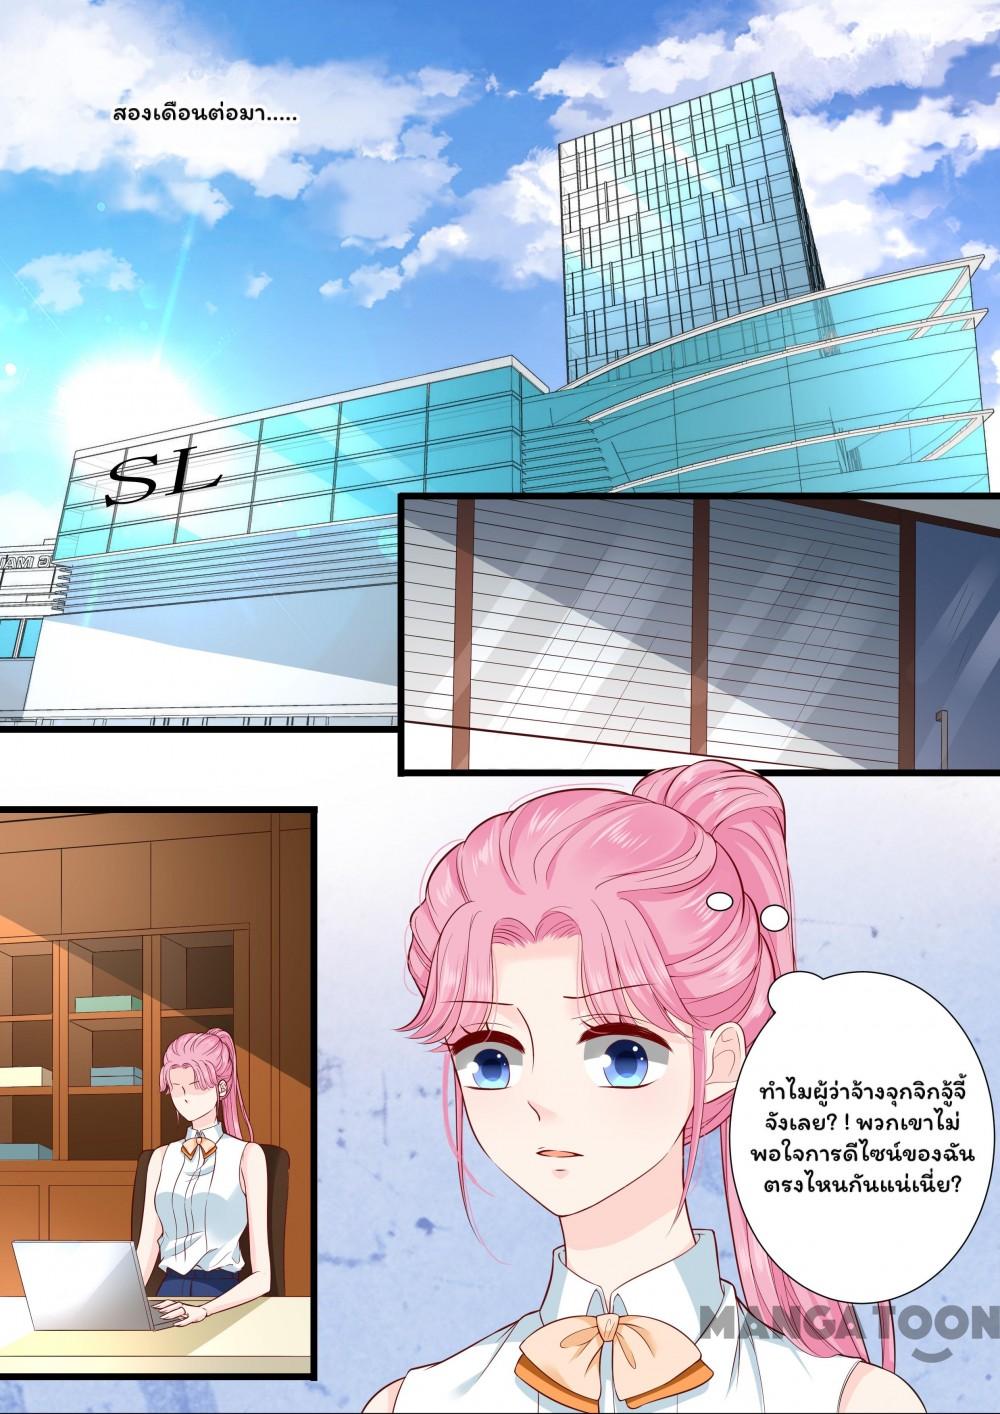 สองเดือนต่อมา.....
SL
ทำไมผู้ว่าจ้างจุกจิกจู้จี้
จังเลย? ! พวกเขาไม่
พอใจการดีไซน์ของฉัน
ตรงไหนกันแน่เนี่ย?
MANGATOON